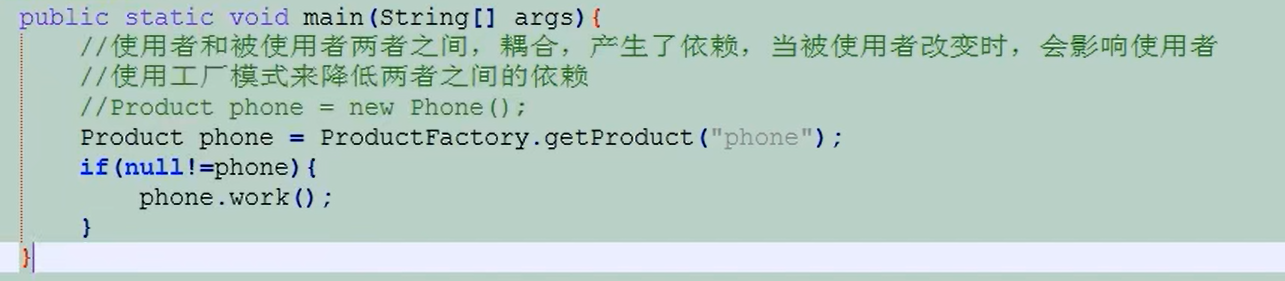 public static void main(String[] args){
//使用者和被使用者两者之间，耦合，产生了依赖，当被使用者改变时，会影响使用者
//使用工厂模式来降低两者之间的依赖
//Product phone = new Phone();
Product phone = ProductFactory.getProduct("phone");
if(null!=phone){
phone.work();
}
}